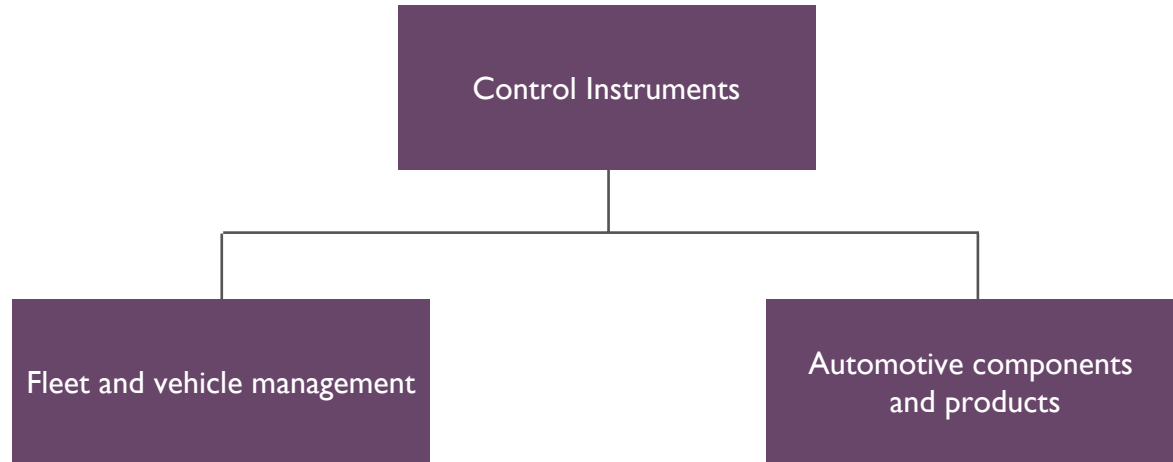 Control Instruments
Fleet and vehicle management
Automotive components
and products